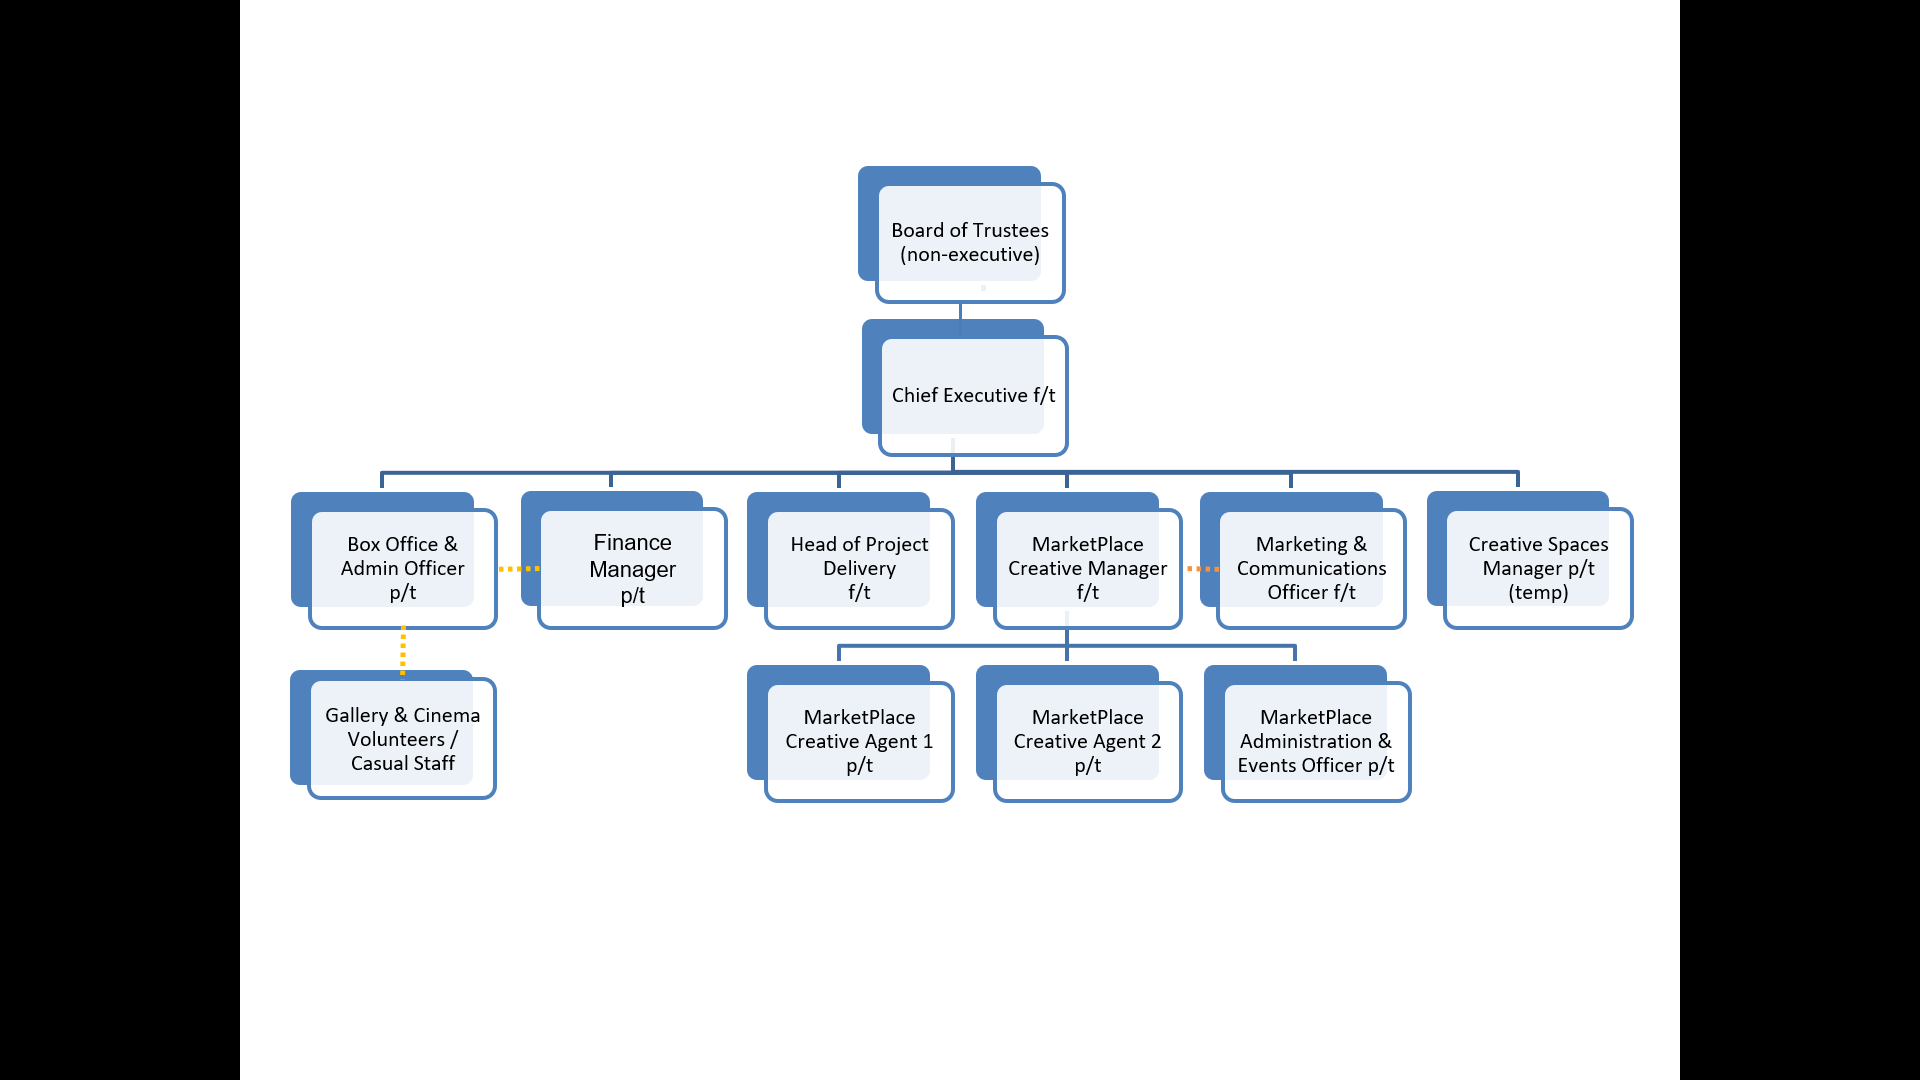 Board of Trustees
(non-executive)
Chief Executive f/t
Box Office &
Admin Officer
p/t
Finance
Manager
p/t
Head of Project
Delivery
f/t
MarketPlace
Creative Manager
f/t
Marketing &
Communications
Officer f/t
Creative Spaces
Manager p/t
(temp)
Gallery & Cinema
Volunteers /
Casual Staff
MarketPlace
Creative Agent 1
p/t
MarketPlace
Creative Agent 2
p/t
MarketPlace
Administration &
Events Officer p/t